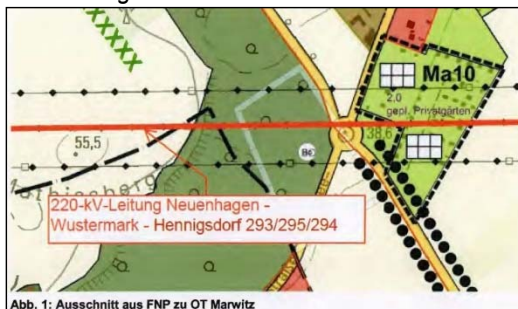 Ma10
2,0
gepl. Privatgärten
38,6
55,5
220-kV-Leitung Neuenhagen -
Wustermark - Hennigsdorf 293/295/294
Abb. 1: Ausschnitt aus FNP zu OT Marwitz